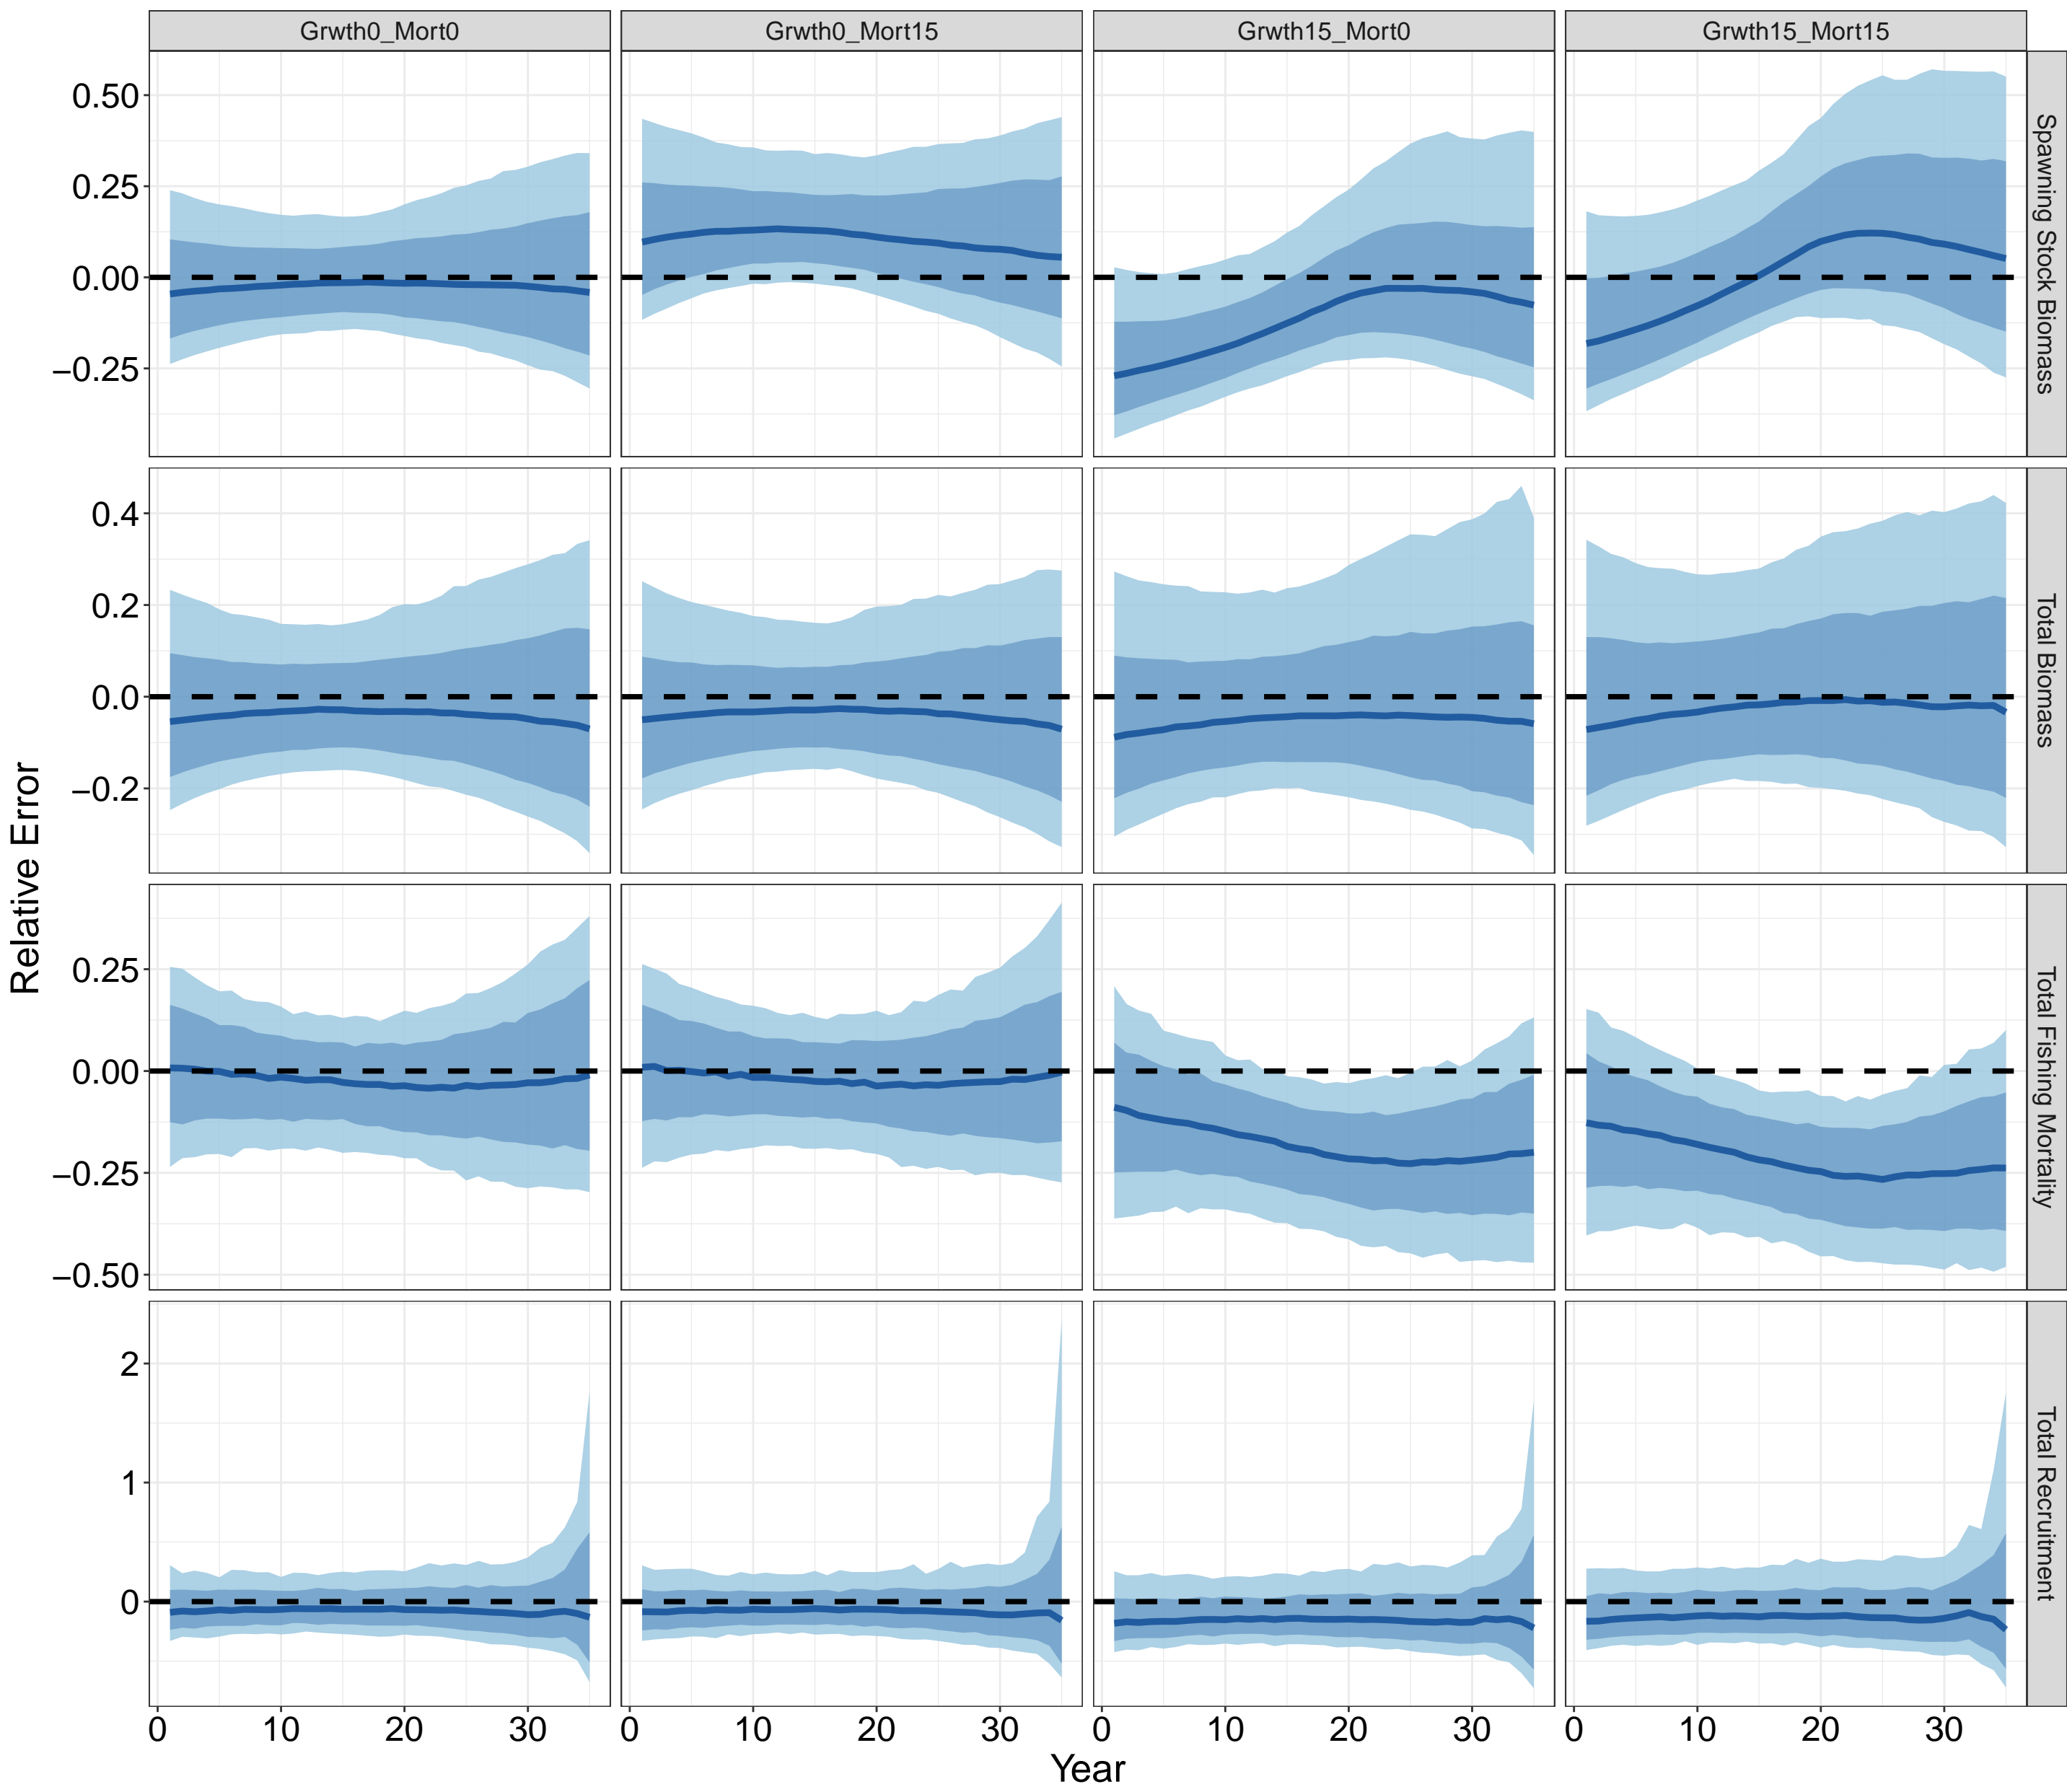 Grwth0_Mort0
Grwth0_Mort15
Grwth15_Mort0
Grwth15_Mort15
0.50
0.25
0.00
−0.25
Spawning Stock Biomass
0.4
0.2
0.0
−0.2
Total Biomass
0.25
0.00
−0.25
−0.50
Total Fishing Mortality
2
1
0
Total Recruitment
0 10 20 30
0 10 20 30
0 10 20 30
0 10 20 30
Relative Error
Year